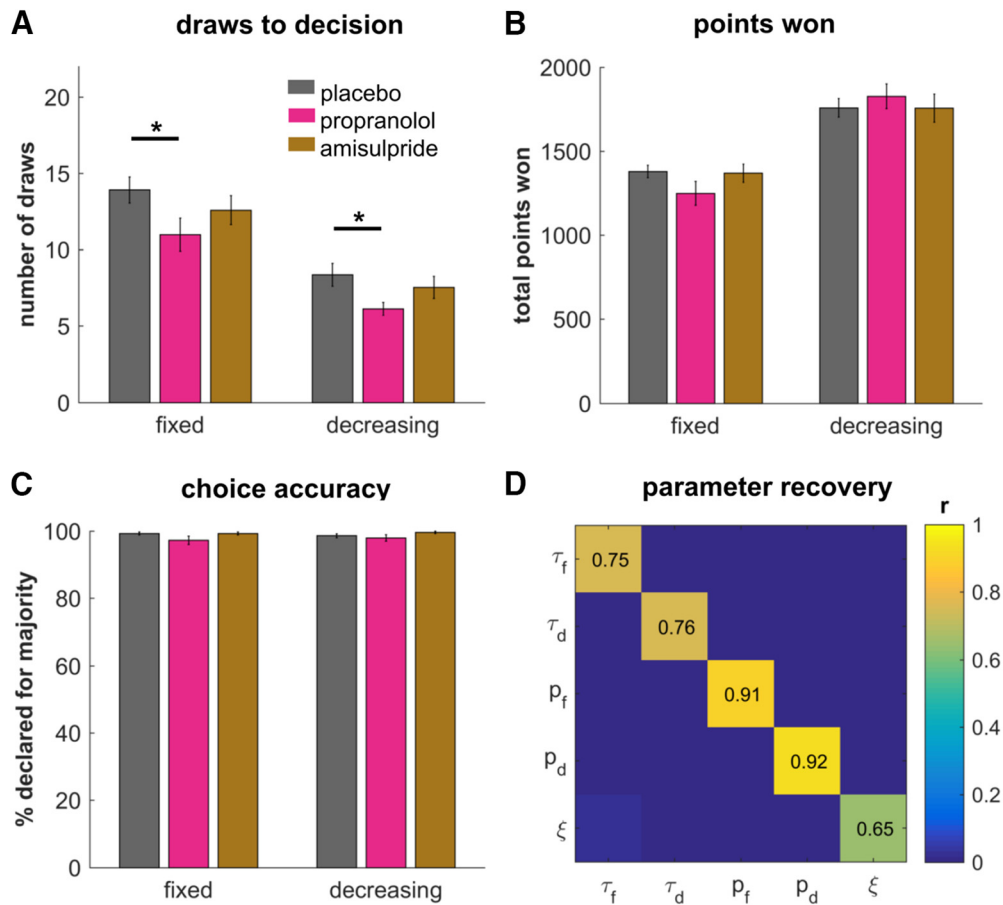 A
draws to decision
20
15
10
5
0
number of draws
placebo
propranolol
amisulpride
*
*
fixed
decreasing
B
points won
2000
1500
1000
500
0
total points won
fixed
decreasing
C
choice accuracy
100
80
60
40
20
0
% declared for majority
fixed
decreasing
D
parameter recovery
r
τf
τd
pf
pd
ξ
0.75
0.76
0.91
0.92
0.65
τf τd pf pd ξ
1
0.8
0.6
0.4
0.2
0